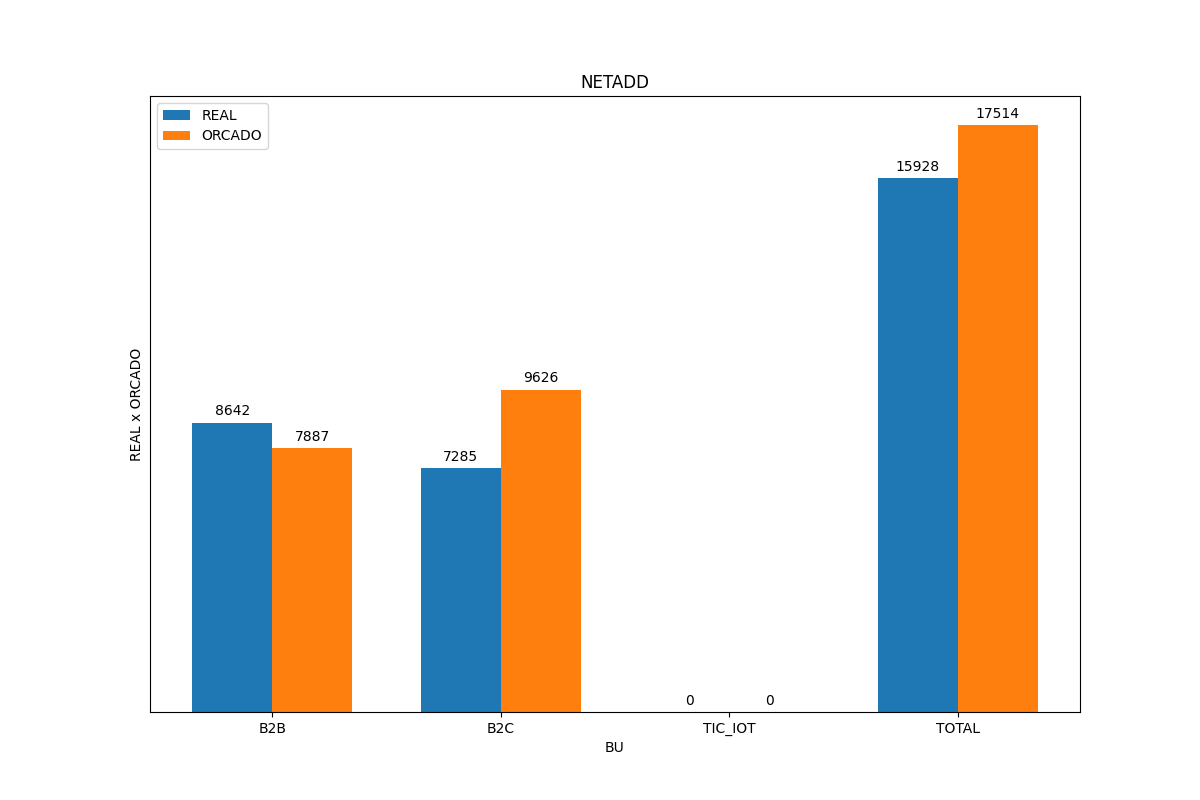 NETADD
REAL
ORCADO
17514
15928
9626
8642
7887
7285
0 0
REAL x ORCADO
B2B B2C TIC_IOT TOTAL
BU